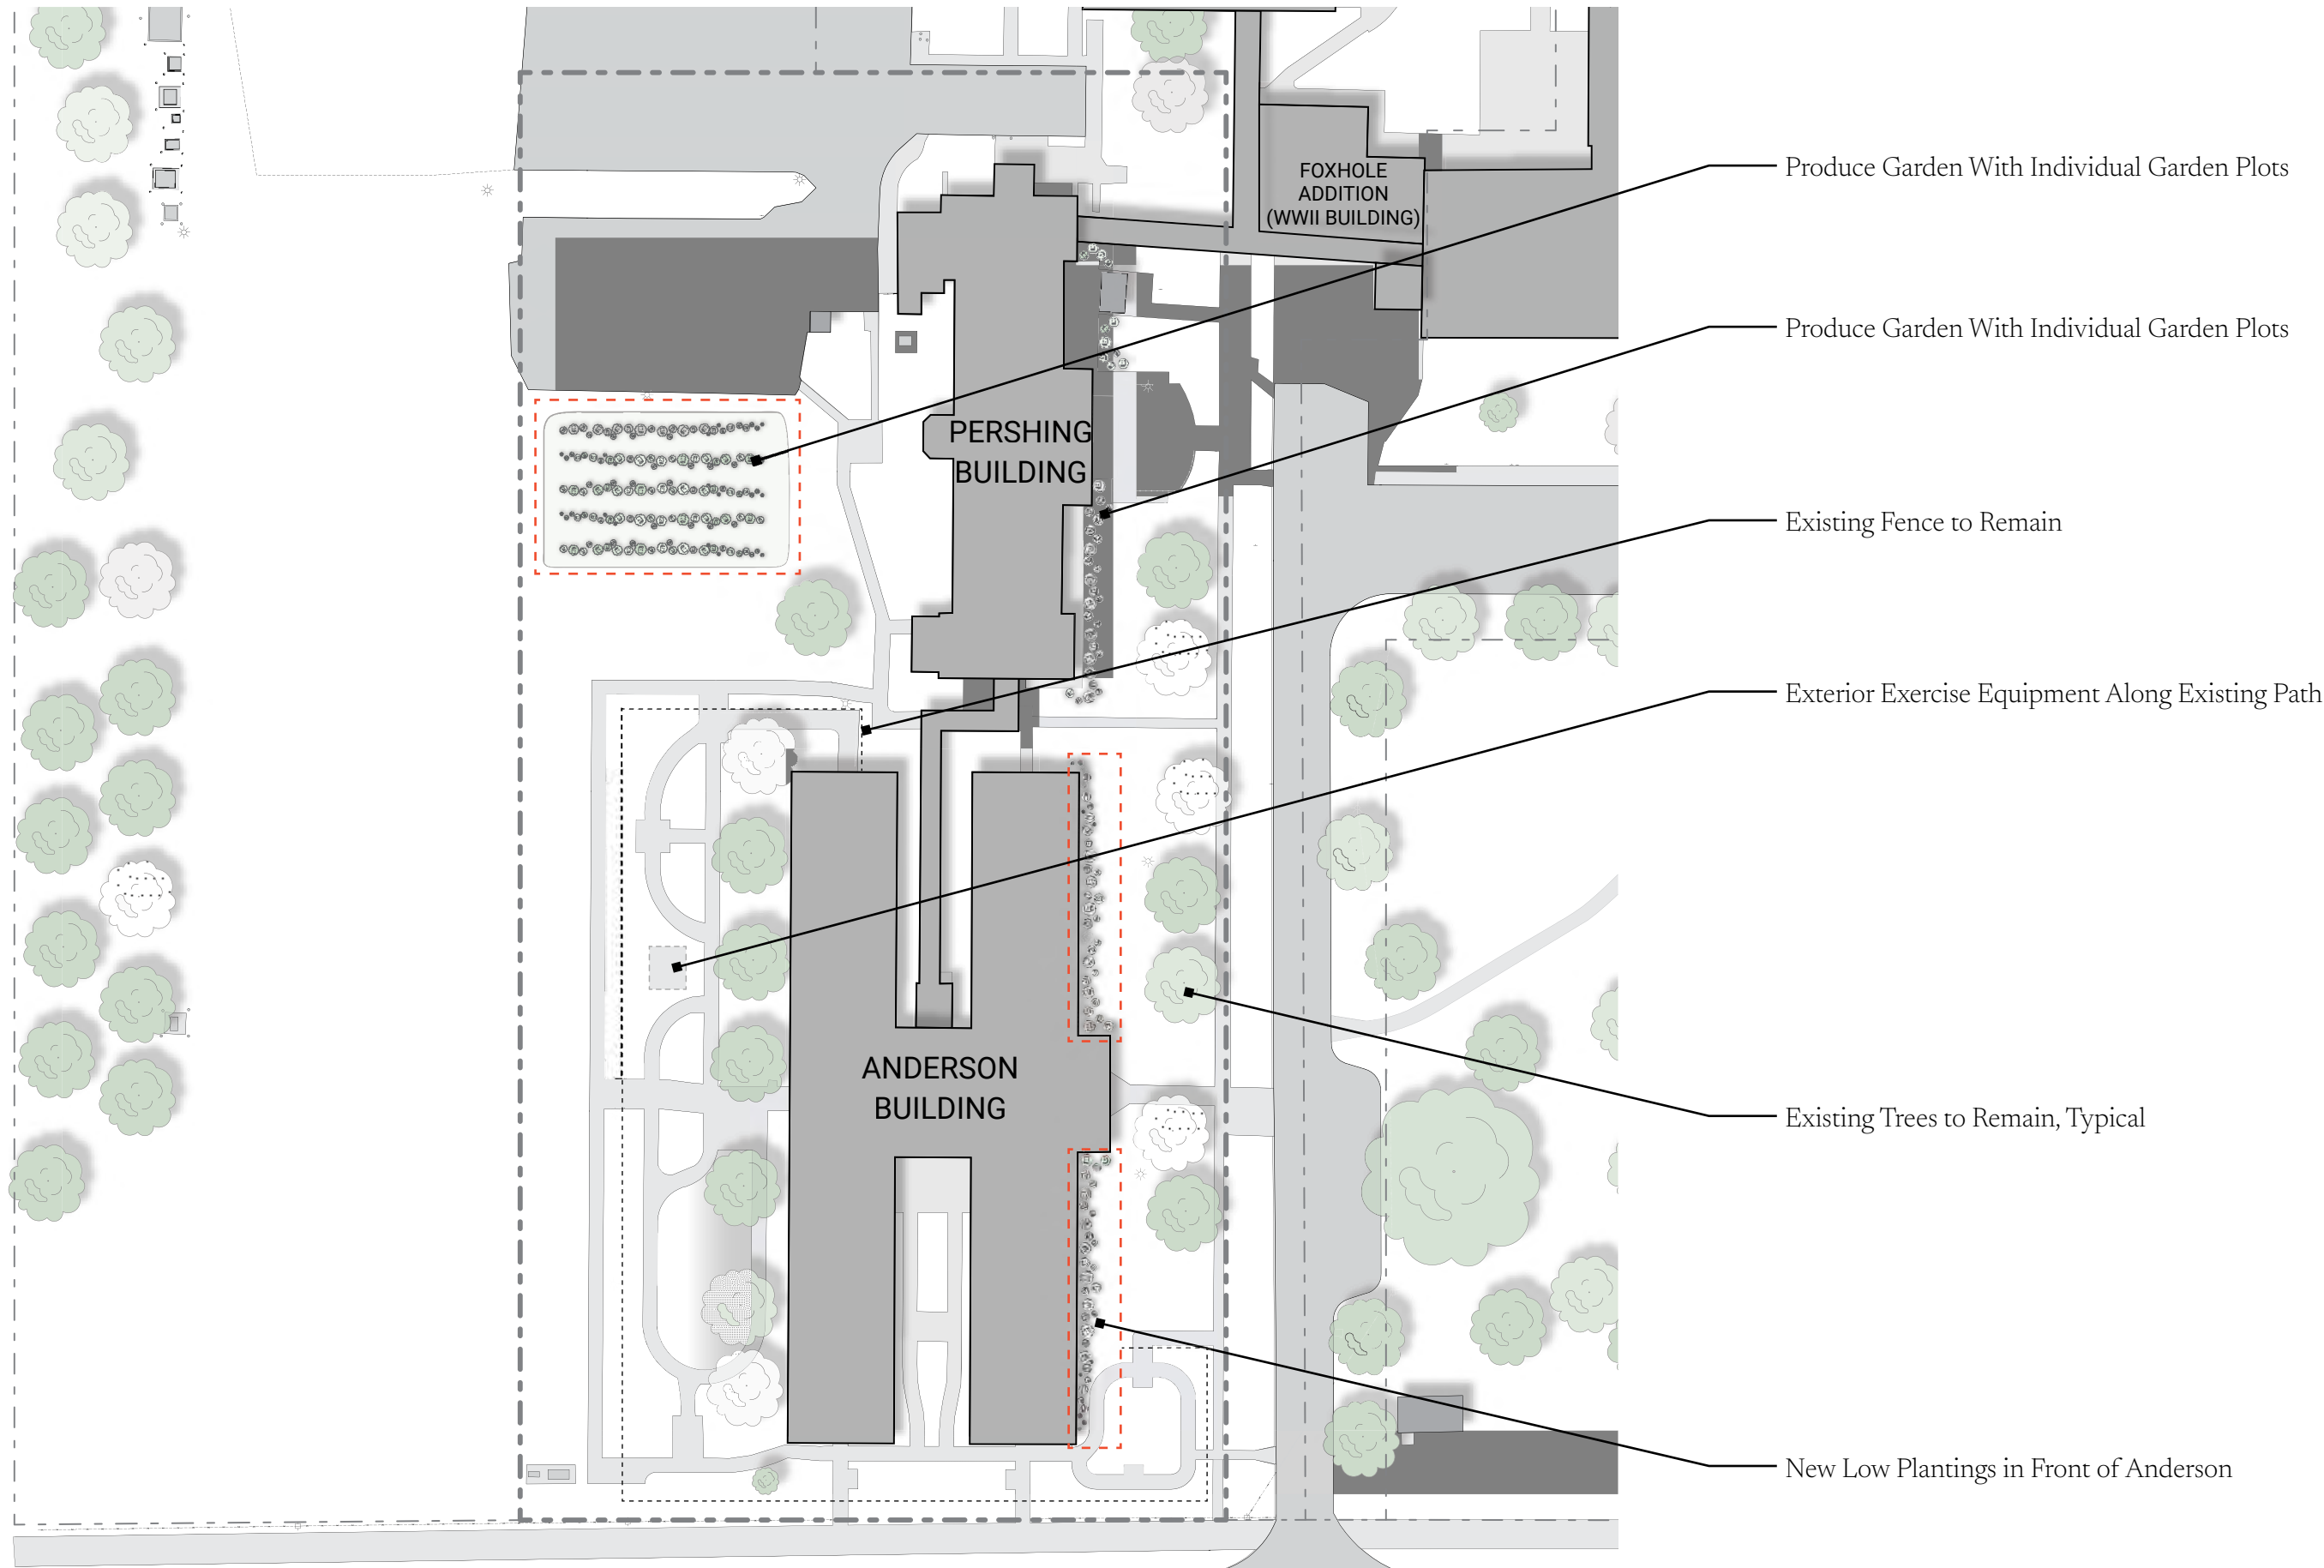 FOXHOLE
ADDITION
(WWII BUILDING)
Produce Garden With Individual Garden Plots
Produce Garden With Individual Garden Plots
PERSHING
BUILDING
Existing Fence to Remain
Exterior Exercise Equipment Along Existing Path
ANDERSON
BUILDING
Existing Trees to Remain, Typical
New Low Plantings in Front of Anderson